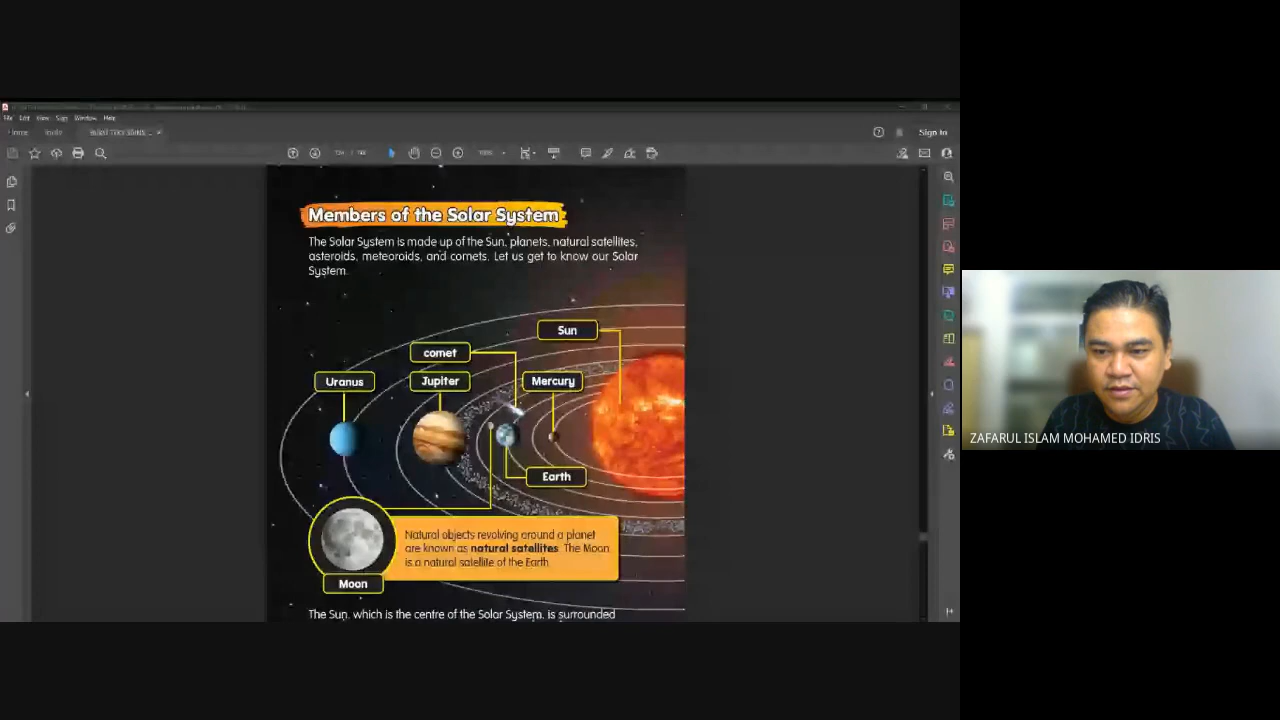 File Edit View Sign Window Help
Home Tools
Sign In
Members of the Solar System
The Solar System is made up of the Sun, planets, natural satellites,
asteroids, meteoroids, and comets. Let us get to know our Solar
System.
Sun
comet
Uranus Jupiter Mercury
Earth
Natural objects revolving around a planet
are known as natural satellites. The Moon
is a natural satellite of the Earth.
Moon
The Sun, which is the centre of the Solar System, is surrounded
ZAFARUL ISLAM MOHAMED IDRIS